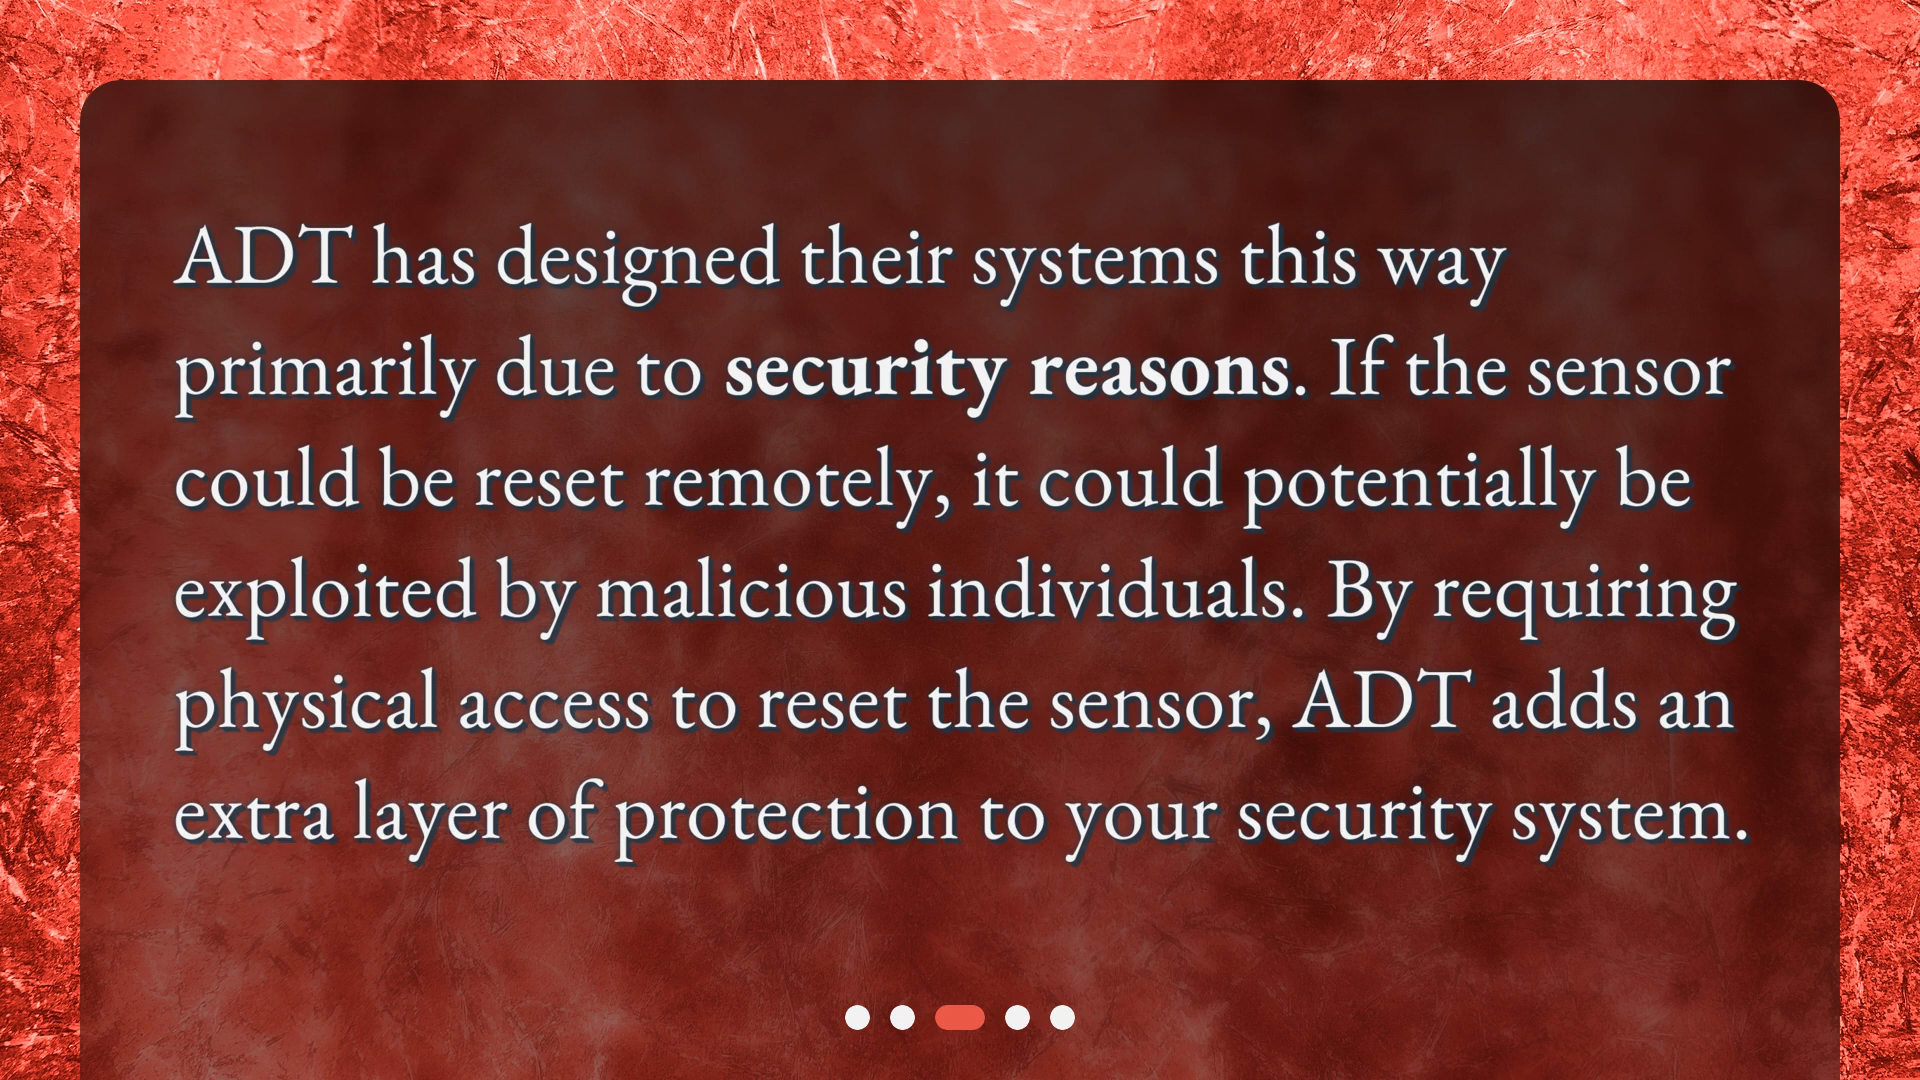 ADT has designed their systems this way
primarily due to security reasons. If the sensor
could be reset remotely, it could potentially be
exploited by malicious individuals. By requiring
physical access to reset the sensor, ADT adds an
extra layer of protection to your security system.